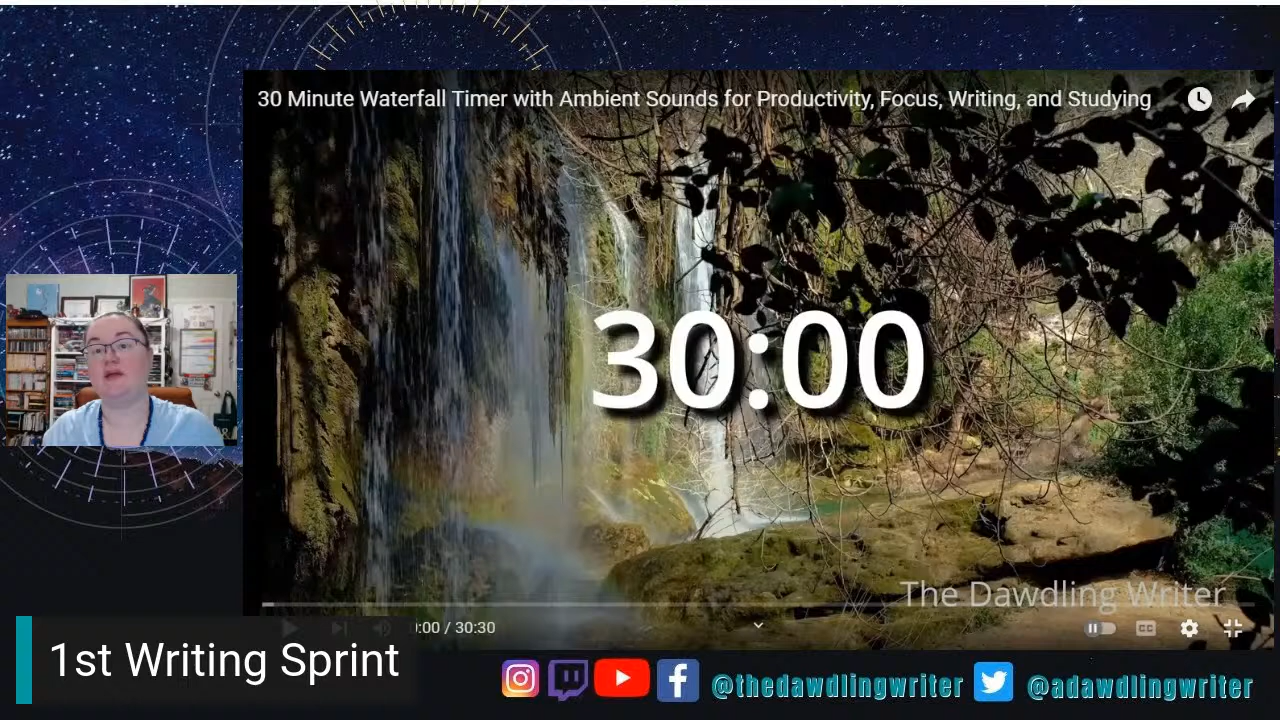 30 Minute Waterfall Timer with Ambient Sounds for Productivity, Focus, Writing, and Studying
30:00
The Dawdling Writer
:00 / 30:30
CC
1st Writing Sprint
@thedawdlingwriter
@adawdlingwriter